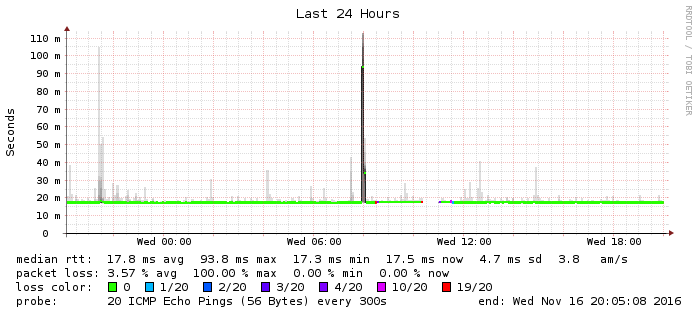 Last 24 Hours
RRDTOOL / TOBI OETIKER
Seconds
110 m
100 m
90 m
80 m
70 m
60 m
50 m
40 m
30 m
20 m
10 m
0
Wed 00:00 Wed 06:00 Wed 12:00 Wed 18:00
median rtt: 17.8 ms avg 93.8 ms max 17.3 ms min 17.5 ms now 4.7 ms sd 3.8 am/s
packet loss: 3.57 % avg 100.00 % max 0.00 % min 0.00 % now
loss color: 0 1/20 2/20 3/20 4/20 10/20 19/20
probe: 20 ICMP Echo Pings (56 Bytes) every 300s end: Wed Nov 16 20:05:08 2016